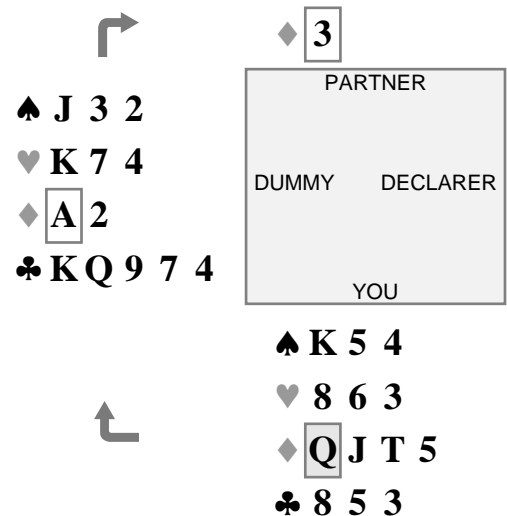 ♦ 3
PARTNER
♠ J 3 2
♥ K 7 4
DUMMY DECLARER
♦ A 2
♣ K Q 9 7 4
YOU
♠ K 5 4
♥ 8 6 3
♦ Q J T 5
♣ 8 5 3